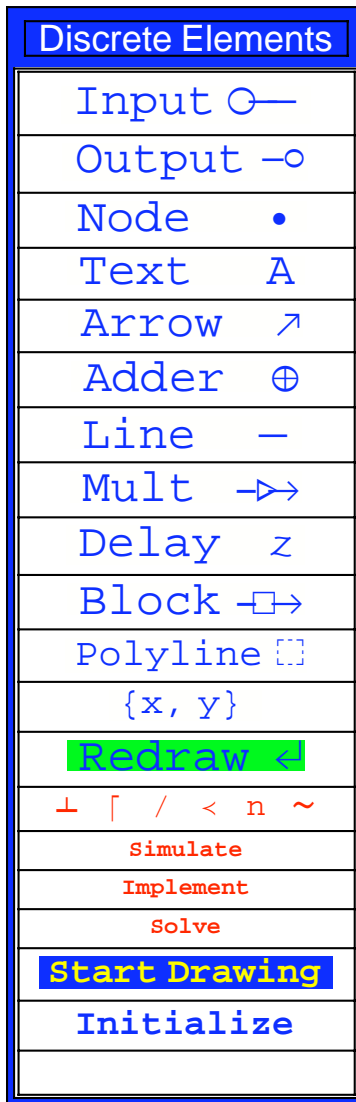 Discrete Elements
Input ○—
Output –○
Node •
Text A
Arrow ↗
Adder ⊕
Line —
Mult –▷→
Delay z
Block –□→
Polyline ⬚
{x, y}
Redraw ↵
⊥ ⌈ / ≺ n ~
Simulate
Implement
Solve
Start Drawing
Initialize